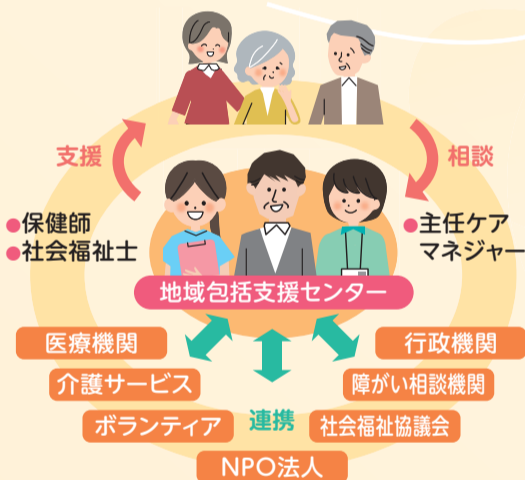 支援
相談
●保健師
●社会福祉士
●主任ケア
マネジャー
地域包括支援センター
医療機関
行政機関
介護サービス
障がい相談機関
ボランティア
連携
社会福祉協議会
NPO法人